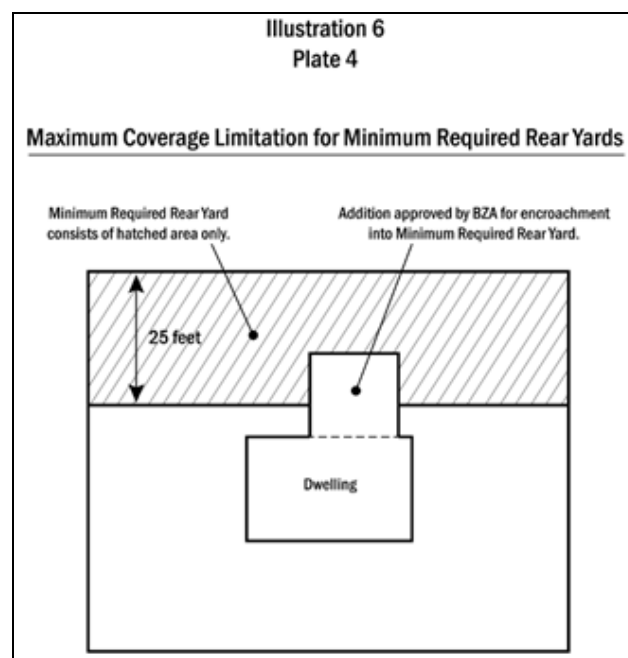 Illustration 6
Plate 4
Maximum Coverage Limitation for Minimum Required Rear Yards
Minimum Required Rear Yard
consists of hatched area only.
Addition approved by BZA for encroachment
into Minimum Required Rear Yard.
25 feet
Dwelling